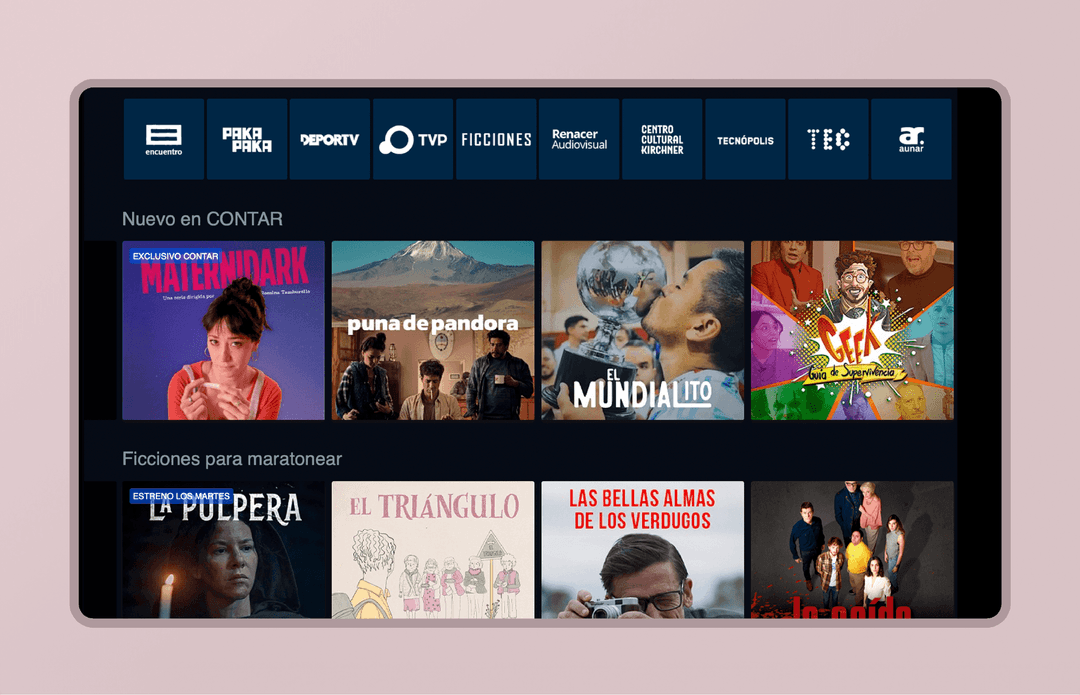 encuentro
PAKA
PAKA
DEPORTV
TVP
FICCIONES
Renacer
Audiovisual
CENTRO
CULTURAL
KIRCHNER
TECNÓPOLIS
TEC
ar.
aunar
Nuevo en CONTAR
EXCLUSIVO CONTAR
MATERNIDARK
Una serie dirigida por
puna de pandora
EL
MUNDIALITO
GEEK
Guía de Supervivencia
Ficciones para maratonear
ESTRENO LOS MARTES
LA PULPERA
EL TRIÁNGULO
LAS BELLAS ALMAS
DE LOS VERDUGOS